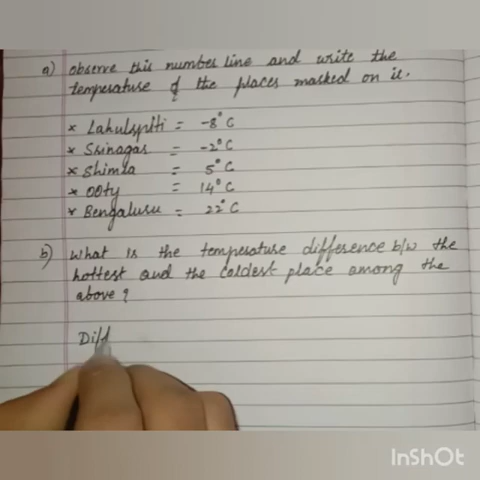 a) observe this number line and write the
temperature of the places marked on it.
× Lahulspiti = -8°C
× Srinagar = -2°C
× Shimla = 5°C
× OOty = 14°C
× Bengaluru = 22°C
b) What is the temperature difference b/w the
hottest and the coldest place among the
above ?
Dif
InShOt